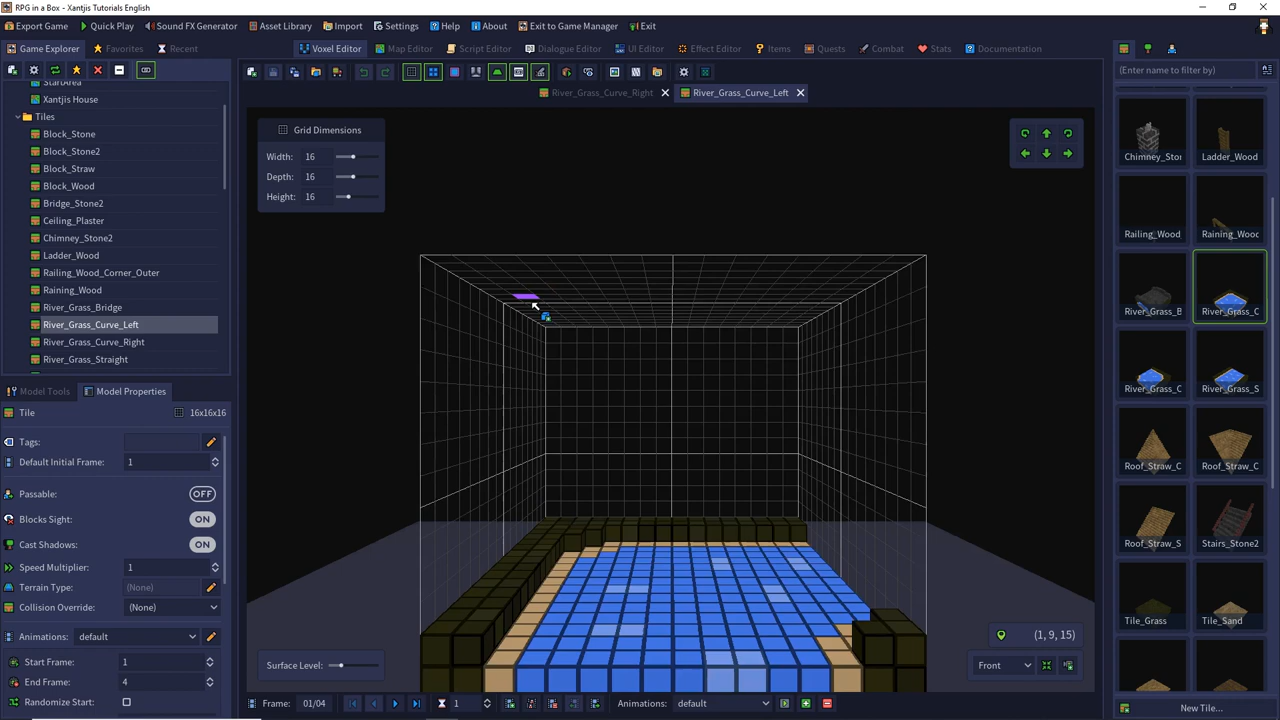 RPG in a Box - Xantjis Tutorials English
Export Game Quick Play Sound FX Generator Asset Library Import Settings Help About Exit to Game Manager Exit
Game Explorer Favorites Recent
Voxel Editor Map Editor Script Editor Dialogue Editor UI Editor Effect Editor Items Quests Combat Stats Documentation
(Enter name to filter by)
River_Grass_Curve_Right River_Grass_Curve_Left
StartArea
Xantjis House
Tiles
Block_Stone
Block_Stone2
Block_Straw
Block_Wood
Bridge_Stone2
Ceiling_Plaster
Chimney_Stone2
Ladder_Wood
Railing_Wood_Corner_Outer
Raining_Wood
River_Grass_Bridge
River_Grass_Curve_Left
River_Grass_Curve_Right
River_Grass_Straight
Model Tools Model Properties
Tile 16x16x16
Tags:
Default Initial Frame: 1
Passable: OFF
Blocks Sight: ON
Cast Shadows: ON
Speed Multiplier: 1
Terrain Type: (None)
Collision Override: (None)
Animations: default
Start Frame: 1
End Frame: 4
Randomize Start:
Grid Dimensions
Width: 16
Depth: 16
Height: 16
(1, 9, 15)
Surface Level: Front
Frame: 01/04 1 Animations: default
Chimney_Stor Ladder_Wood
Railing_Wood Raining_Wooc
River_Grass_B River_Grass_C
River_Grass_C River_Grass_S
Roof_Straw_C Roof_Straw_C
Roof_Straw_S Stairs_Stone2
Tile_Grass Tile_Sand
New Tile...